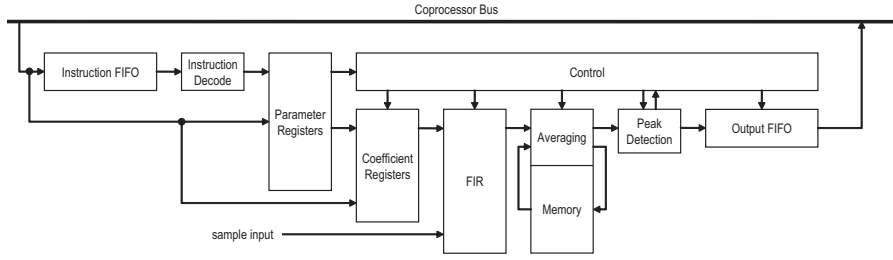 Coprocessor Bus
Instruction FIFO
Instruction
Decode
Parameter
Registers
Control
Coefficient
Registers
FIR
Averaging
Memory
Peak
Detection
Output FIFO
sample input